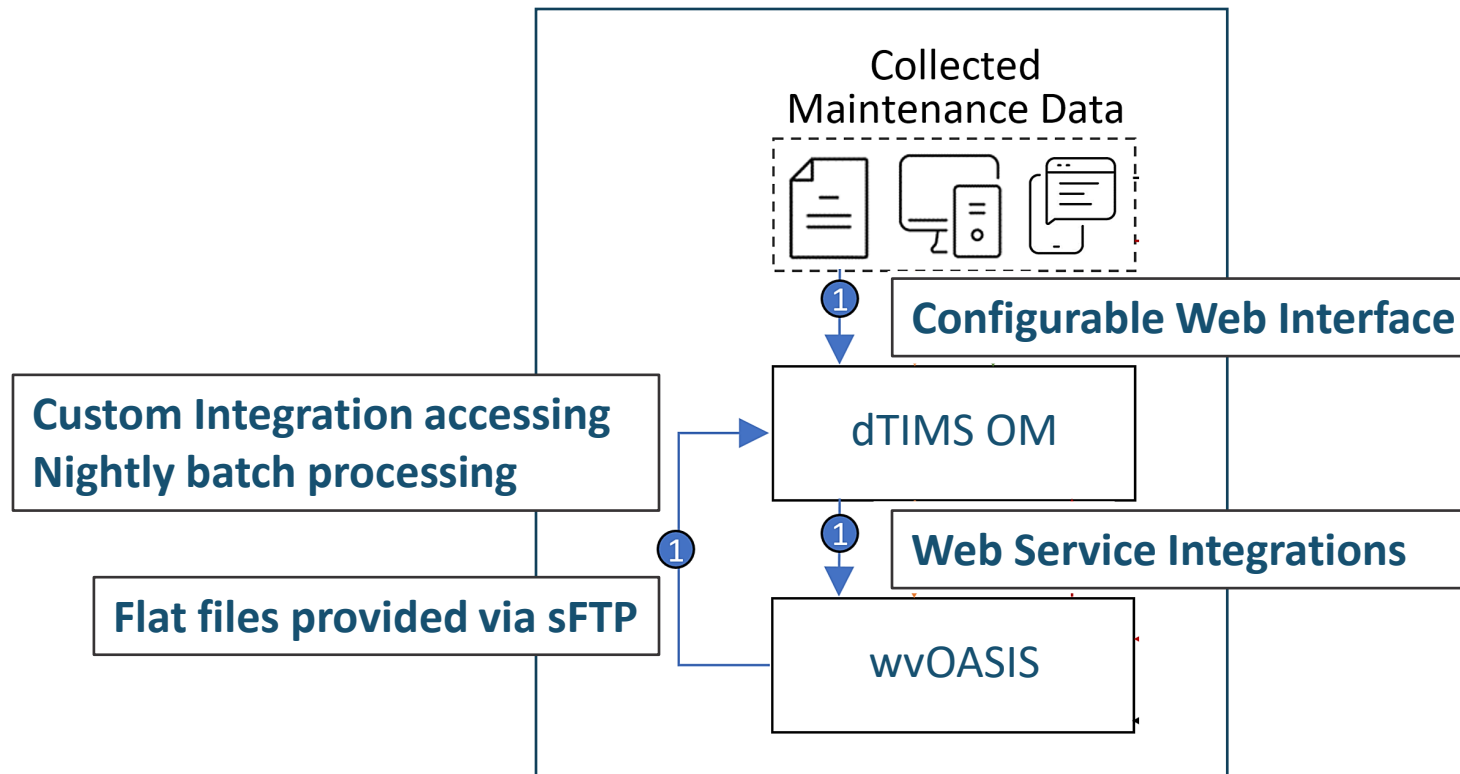 Collected
Maintenance Data
1
Configurable Web Interface
Custom Integration accessing
Nightly batch processing
dTIMS OM
1
1
Web Service Integrations
Flat files provided via sFTP
wvOASIS